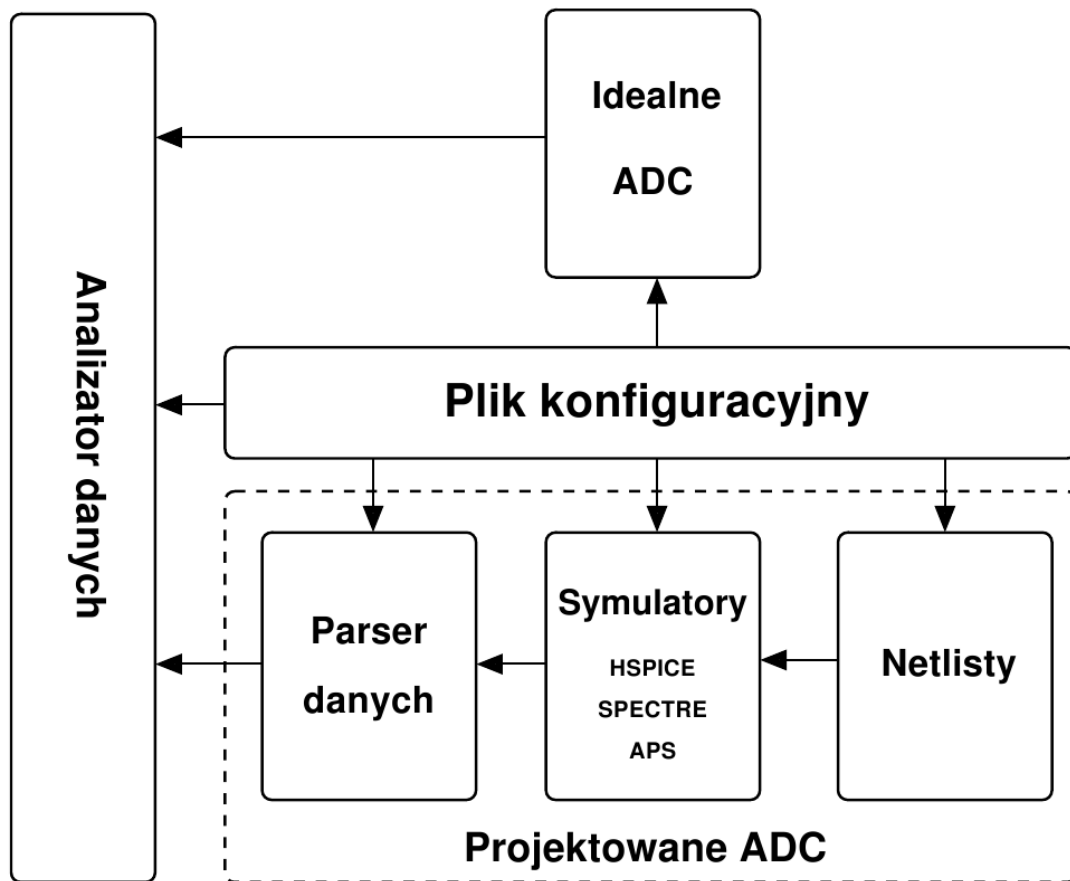 Idealne
ADC
Analizator danych
Plik konfiguracyjny
Parser
danych
Symulatory
HSPICE
SPECTRE
APS
Netlisty
Projektowane ADC